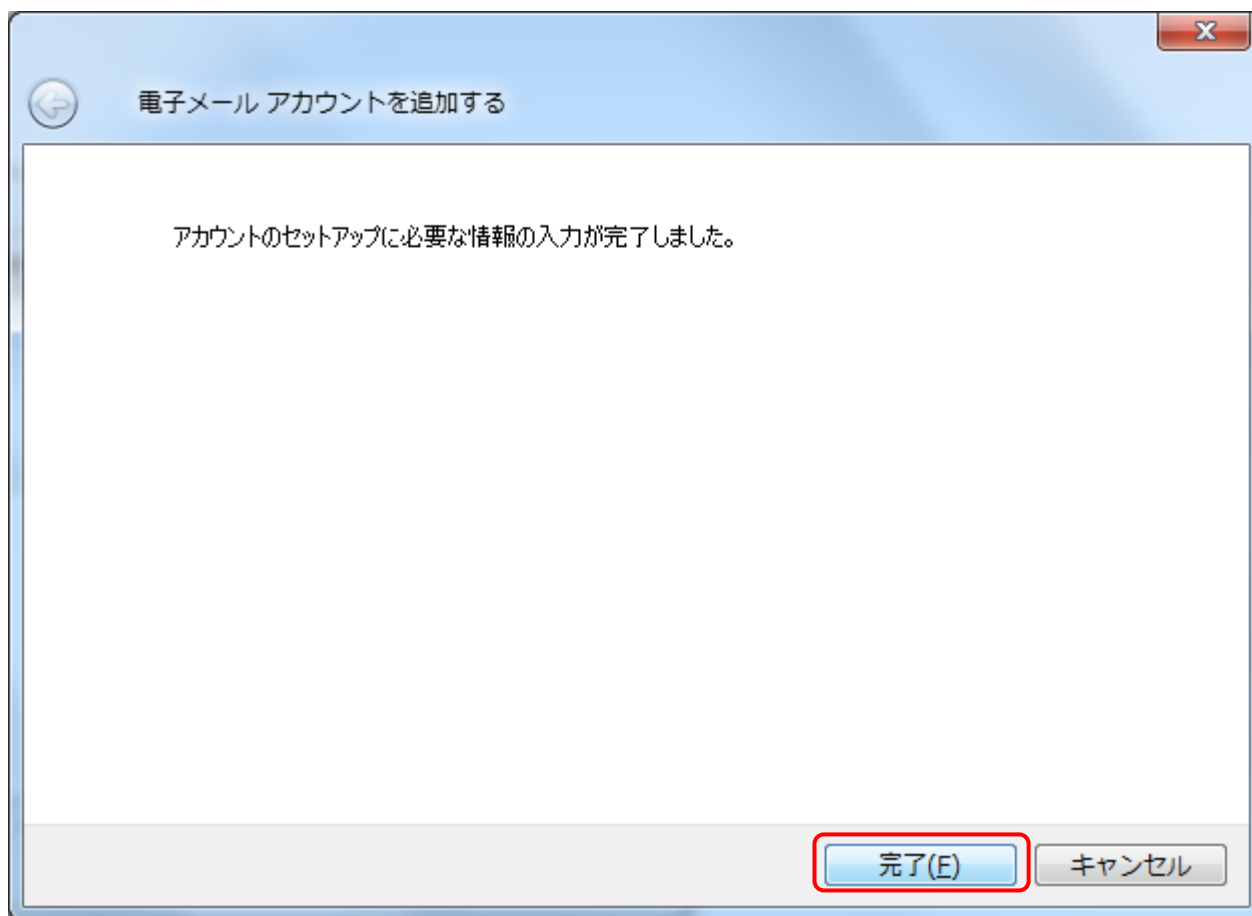 電子メール アカウントを追加する
アカウントのセットアップに必要な情報の入力が完了しました。
完了(F)
キャンセル